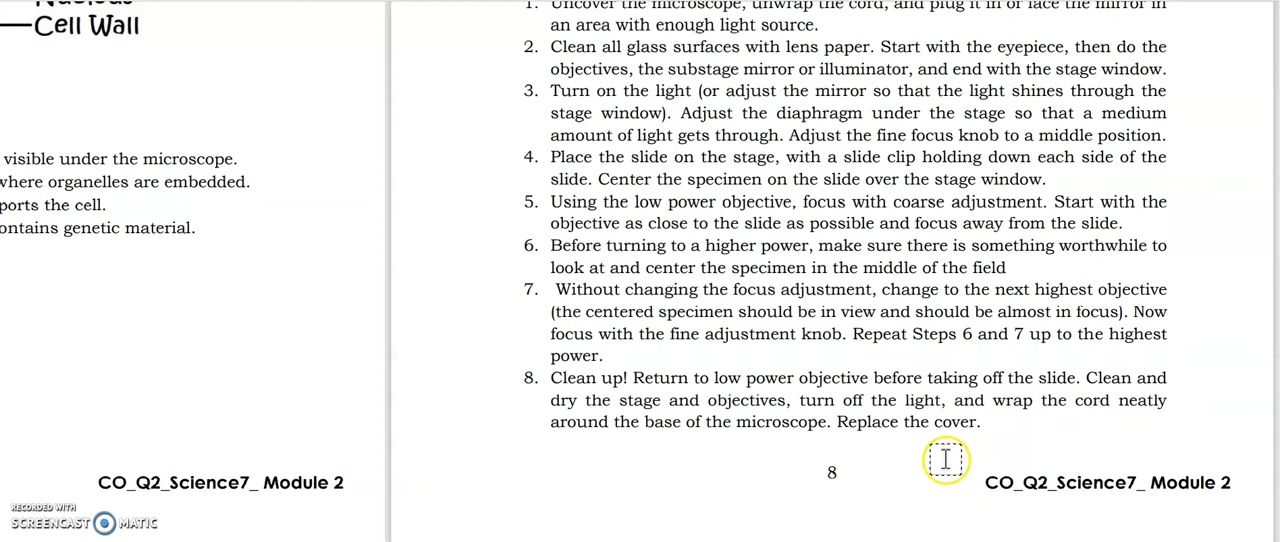 Nucleus
Cell Wall
visible under the microscope.
where organelles are embedded.
ports the cell.
ontains genetic material.
CO_Q2_Science7_ Module 2
RECORDED WITH
SCREENCAST MATIC
1. Uncover the microscope, unwrap the cord, and plug it in or face the mirror in
an area with enough light source.
2. Clean all glass surfaces with lens paper. Start with the eyepiece, then do the
objectives, the substage mirror or illuminator, and end with the stage window.
3. Turn on the light (or adjust the mirror so that the light shines through the
stage window). Adjust the diaphragm under the stage so that a medium
amount of light gets through. Adjust the fine focus knob to a middle position.
4. Place the slide on the stage, with a slide clip holding down each side of the
slide. Center the specimen on the slide over the stage window.
5. Using the low power objective, focus with coarse adjustment. Start with the
objective as close to the slide as possible and focus away from the slide.
6. Before turning to a higher power, make sure there is something worthwhile to
look at and center the specimen in the middle of the field
7. Without changing the focus adjustment, change to the next highest objective
(the centered specimen should be in view and should be almost in focus). Now
focus with the fine adjustment knob. Repeat Steps 6 and 7 up to the highest
power.
8. Clean up! Return to low power objective before taking off the slide. Clean and
dry the stage and objectives, turn off the light, and wrap the cord neatly
around the base of the microscope. Replace the cover.
8
CO_Q2_Science7_ Module 2